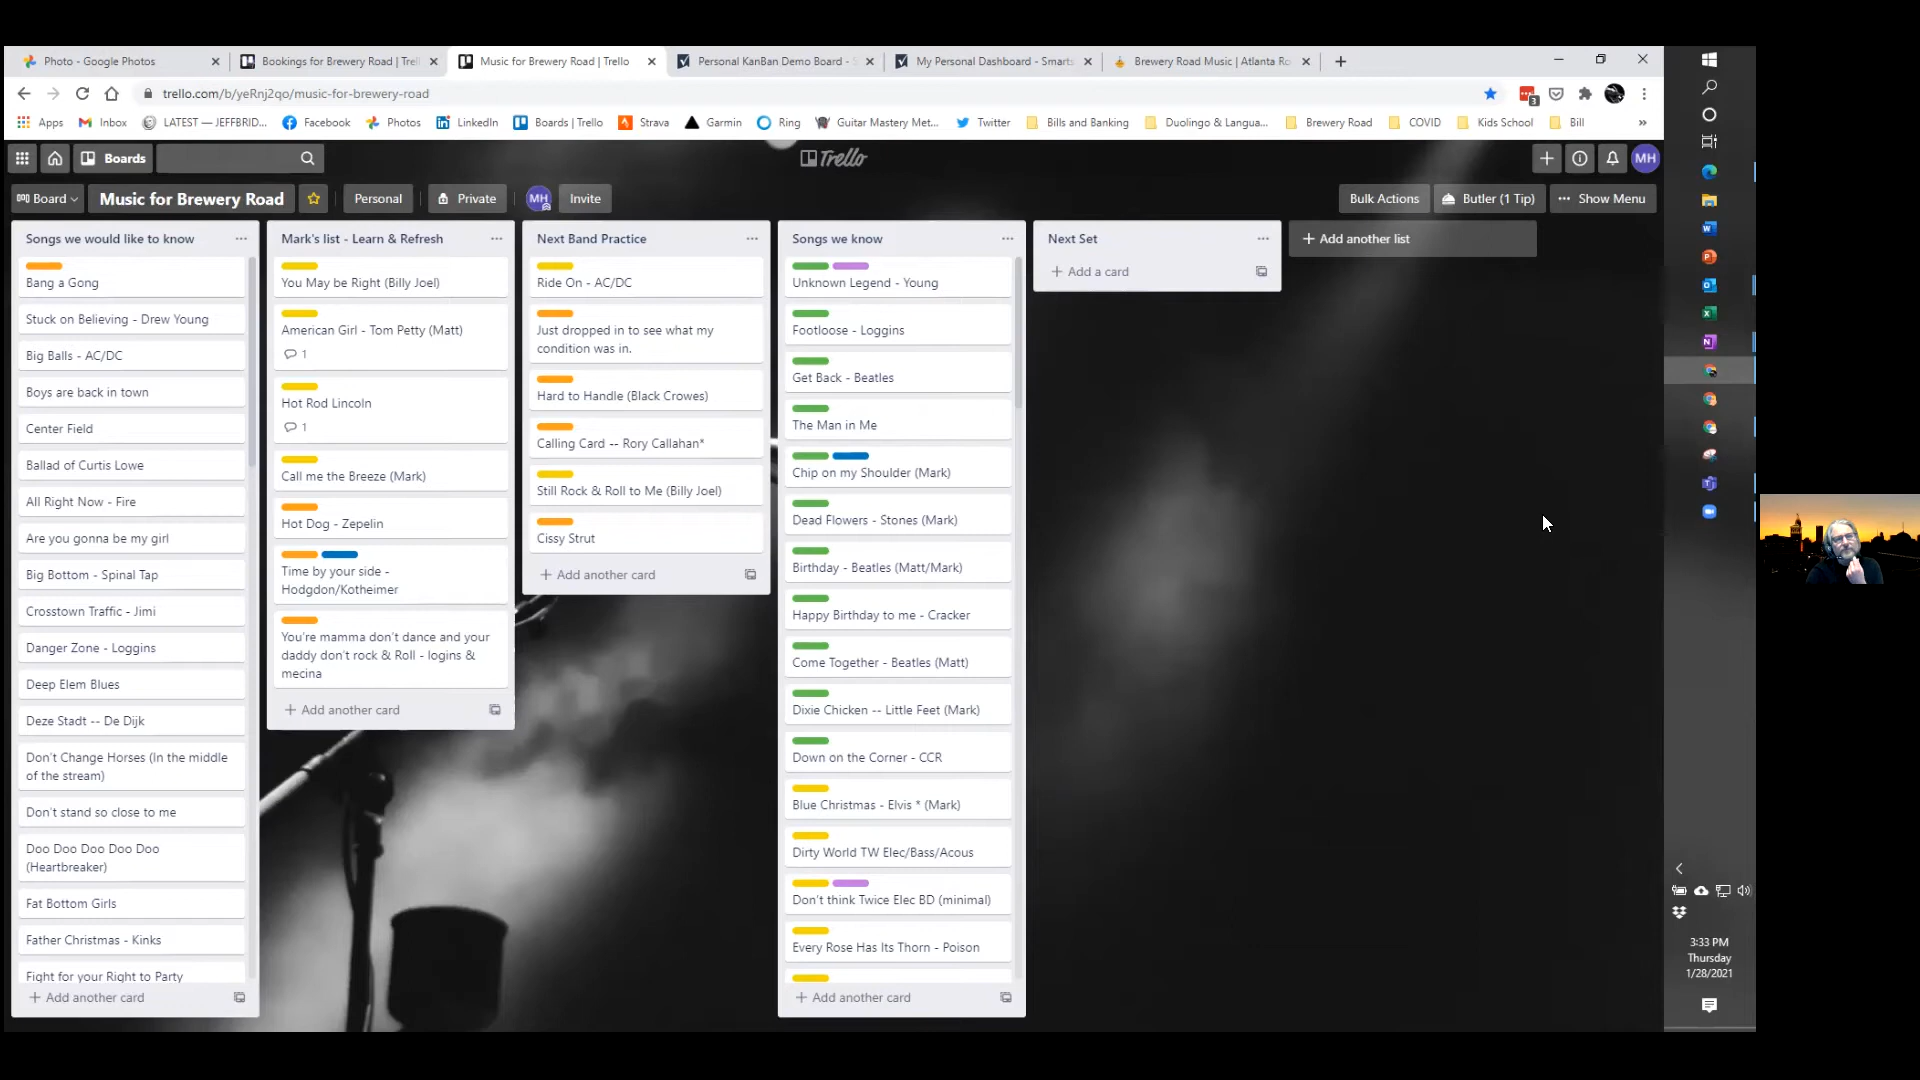 Photo - Google Photos
Bookings for Brewery Road | Trel
Music for Brewery Road | Trello
Personal KanBan Demo Board -
My Personal Dashboard - Smarts
Brewery Road Music | Atlanta Ro
trello.com/b/yeRnj2qo/music-for-brewery-road
3
Apps
Inbox
LATEST — JEFFBRID...
Facebook
Photos
LinkedIn
Boards | Trello
Strava
Garmin
Ring
Guitar Mastery Met...
Twitter
Bills and Banking
Duolingo & Langua...
Brewery Road
COVID
Kids School
Bill
»
Boards
Trello
MH
Board
Music for Brewery Road
Personal
Private
MH
Invite
Bulk Actions
Butler (1 Tip)
... Show Menu
Songs we would like to know
Bang a Gong
Stuck on Believing - Drew Young
Big Balls - AC/DC
Boys are back in town
Center Field
Ballad of Curtis Lowe
All Right Now - Fire
Are you gonna be my girl
Big Bottom - Spinal Tap
Crosstown Traffic - Jimi
Danger Zone - Loggins
Deep Elem Blues
Deze Stadt -- De Dijk
Don't Change Horses (In the middle
of the stream)
Don't stand so close to me
Doo Doo Doo Doo Doo
(Heartbreaker)
Fat Bottom Girls
Father Christmas - Kinks
Fight for your Right to Party
+ Add another card
Mark's list - Learn & Refresh
You May be Right (Billy Joel)
American Girl - Tom Petty (Matt)
1
Hot Rod Lincoln
1
Call me the Breeze (Mark)
Hot Dog - Zepelin
Time by your side -
Hodgdon/Kotheimer
You're mamma don't dance and your
daddy don't rock & Roll - logins &
mecina
+ Add another card
Next Band Practice
Ride On - AC/DC
Just dropped in to see what my
condition was in.
Hard to Handle (Black Crowes)
Calling Card -- Rory Callahan*
Still Rock & Roll to Me (Billy Joel)
Cissy Strut
+ Add another card
Songs we know
Unknown Legend - Young
Footloose - Loggins
Get Back - Beatles
The Man in Me
Chip on my Shoulder (Mark)
Dead Flowers - Stones (Mark)
Birthday - Beatles (Matt/Mark)
Happy Birthday to me - Cracker
Come Together - Beatles (Matt)
Dixie Chicken -- Little Feet (Mark)
Down on the Corner - CCR
Blue Christmas - Elvis * (Mark)
Dirty World TW Elec/Bass/Acous
Don't think Twice Elec BD (minimal)
Every Rose Has Its Thorn - Poison
+ Add another card
Next Set
+ Add a card
+ Add another list
3:33 PM
Thursday
1/28/2021